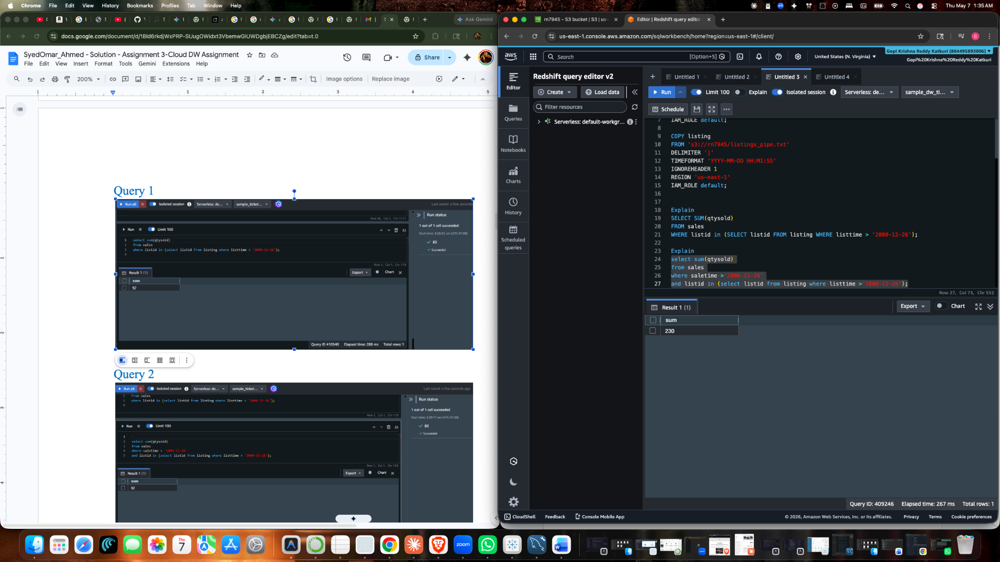 Chrome File Edit View History Bookmarks Profiles Tab Window Help
Thu May 7 1:35 AM
Ask Gemini
docs.google.com/document/d/1Bld6rkdjWxPRP-SUugOWidxt3VbemwGiUWDgbjEBCZg/edit?tab=t.0
SyedOmar_Ahmed - Solution - Assignment 3-Cloud DW Assignment
File Edit View Insert Format Tools Gemini Extensions Help
Share
200%
Image options Replace image
1 1 2 3 4 5
Query 1
Run all Isolated session Serverless: de... sample_ticket... Last saved: a few seconds
Row 56, Col 1, Chr 1117
Run status
1 out of 1 cell succeeded
Start time: 3:26:52 am (UTC-07:00)
#3
Succeeded
Run Limit 100 #3
1 select sum(qtysold)
2 from sales
3 where listid in (select listid from listing where listtime > '2008-12-26');
4
Row 1, Col 1, Chr 110
Result 1 (1) Export Chart
sum
92
Query ID 410540 Elapsed time: 288 ms Total rows: 1
Query 2
Run all Isolated session Serverless: de... sample_ticket... Last saved: a few seconds ago
2 from sales
3 where listid in (select listid from listing where listtime > '2008-12-26');
4
Row 1, Col 1, Chr 110
Run status
1 out of 1 cell succeeded
Start time: 3:29:17 am (UTC-07:00)
#4
Succeeded
Run Limit 100 #4
1
2 select sum(qtysold)
3 from sales
4 where saletime > '2008-12-26'
5 and listid in (select listid from listing where listtime > '2008-12-26');
Row 1, Col 1, Chr 139
Result 1 (1) Export Chart
sum
92
rn7945 - S3 bucket | S3 | us-
Editor | Redshift query editor
us-east-1.console.aws.amazon.com/sqlworkbench/home?region=us-east-1#/client/
aws Search [Option+S] United States (N. Virginia)
Gopi Krishna Reddy Katkuri (884495893006)
Gopi%20Krishna%20Reddy%20Katkuri
Editor
Queries
Notebooks
Charts
History
Scheduled queries
Redshift query editor v2
Create Load data
Filter resources
Serverless: default-workgr...
Untitled 1 Untitled 2 Untitled 3 Untitled 4
Run Limit 100 Explain Isolated session Serverless: de... sample_dw_ti...
Schedule
7 IAM_ROLE default;
8
9 COPY listing
10 FROM 's3://rn7945/listings_pipe.txt'
11 DELIMITER '|'
12 TIMEFORMAT 'YYYY-MM-DD HH:MI:SS'
13 IGNOREHEADER 1
14 REGION 'us-east-1'
15 IAM_ROLE default;
16
17
18 Explain
19 SELECT SUM(qtysold)
20 FROM sales
21 WHERE listid in (SELECT listid FROM listing WHERE listtime > '2008-12-26');
22
23 Explain
24 select sum(qtysold)
25 from sales
26 where saletime >'2008-12-26'
27 and listid in (select listid from listing where listtime >'2008-12-26');
Row 27, Col 73, Chr 552
Result 1 (1) Export Chart
sum
230
Query ID: 409246 Elapsed time: 267 ms Total rows: 1
CloudShell Feedback Console Mobile App © 2026, Amazon Web Services, Inc. or its affiliates. Privacy Terms Cookie preferences
Thu
7
zoom